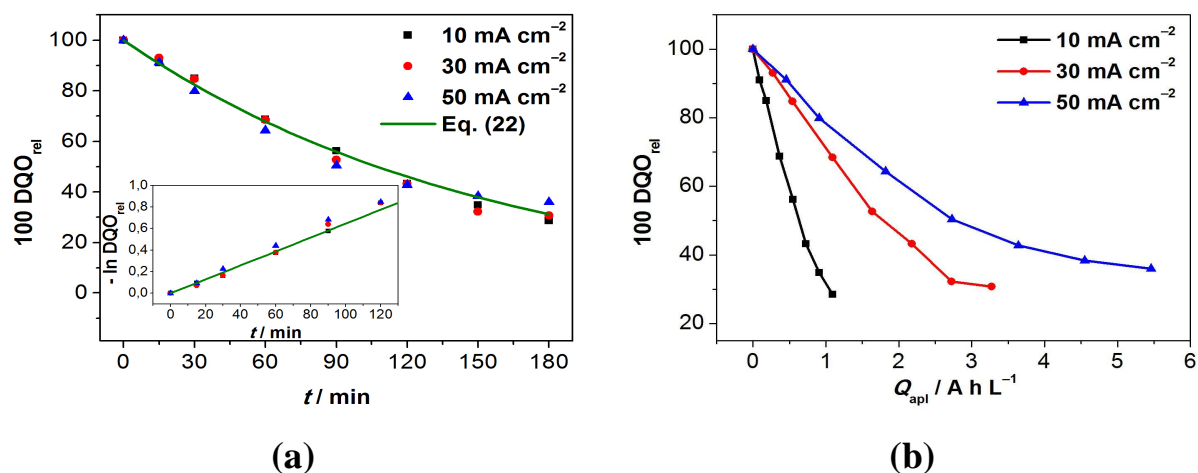 100 DQO_rel
100
80
60
40
20
0
10 mA cm⁻²
30 mA cm⁻²
50 mA cm⁻²
Eq. (22)
- ln DQO_rel
1,0
0,8
0,6
0,4
0,2
0,0
0 20 40 60 80 100 120
t / min
0 30 60 90 120 150 180
t / min
(a)
100 DQO_rel
100
80
60
40
20
10 mA cm⁻²
30 mA cm⁻²
50 mA cm⁻²
0 1 2 3 4 5 6
Q_apl / A h L⁻¹
(b)